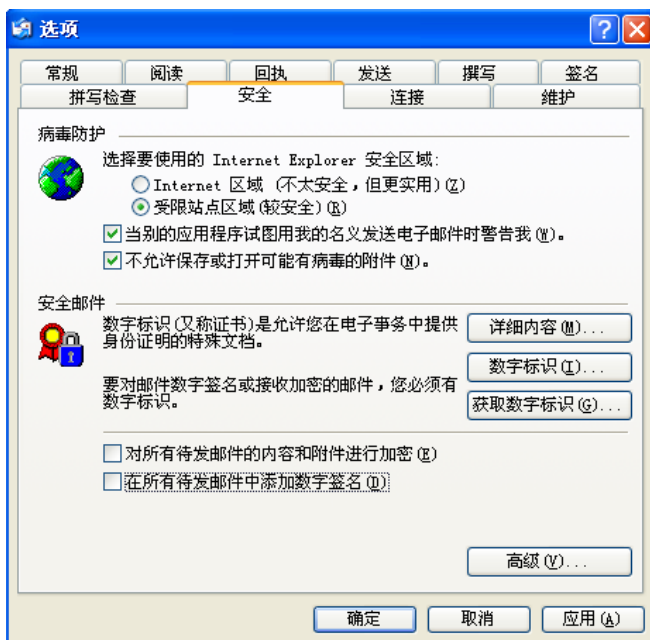 选项
常规 阅读 回执 发送 撰写 签名
拼写检查 安全 连接 维护
病毒防护
选择要使用的 Internet Explorer 安全区域:
Internet 区域 (不太安全，但更实用)(Z)
受限站点区域(较安全)(R)
当别的应用程序试图用我的名义发送电子邮件时警告我(W)。
不允许保存或打开可能有病毒的附件(N)。
安全邮件
数字标识(又称证书)是允许您在电子事务中提供
身份证明的特殊文档。
详细内容(M)...
数字标识(I)...
要对邮件数字签名或接收加密的邮件，您必须有
数字标识。
获取数字标识(G)...
对所有待发邮件的内容和附件进行加密(E)
在所有待发邮件中添加数字签名(D)
高级(V)...
确定 取消 应用(A)